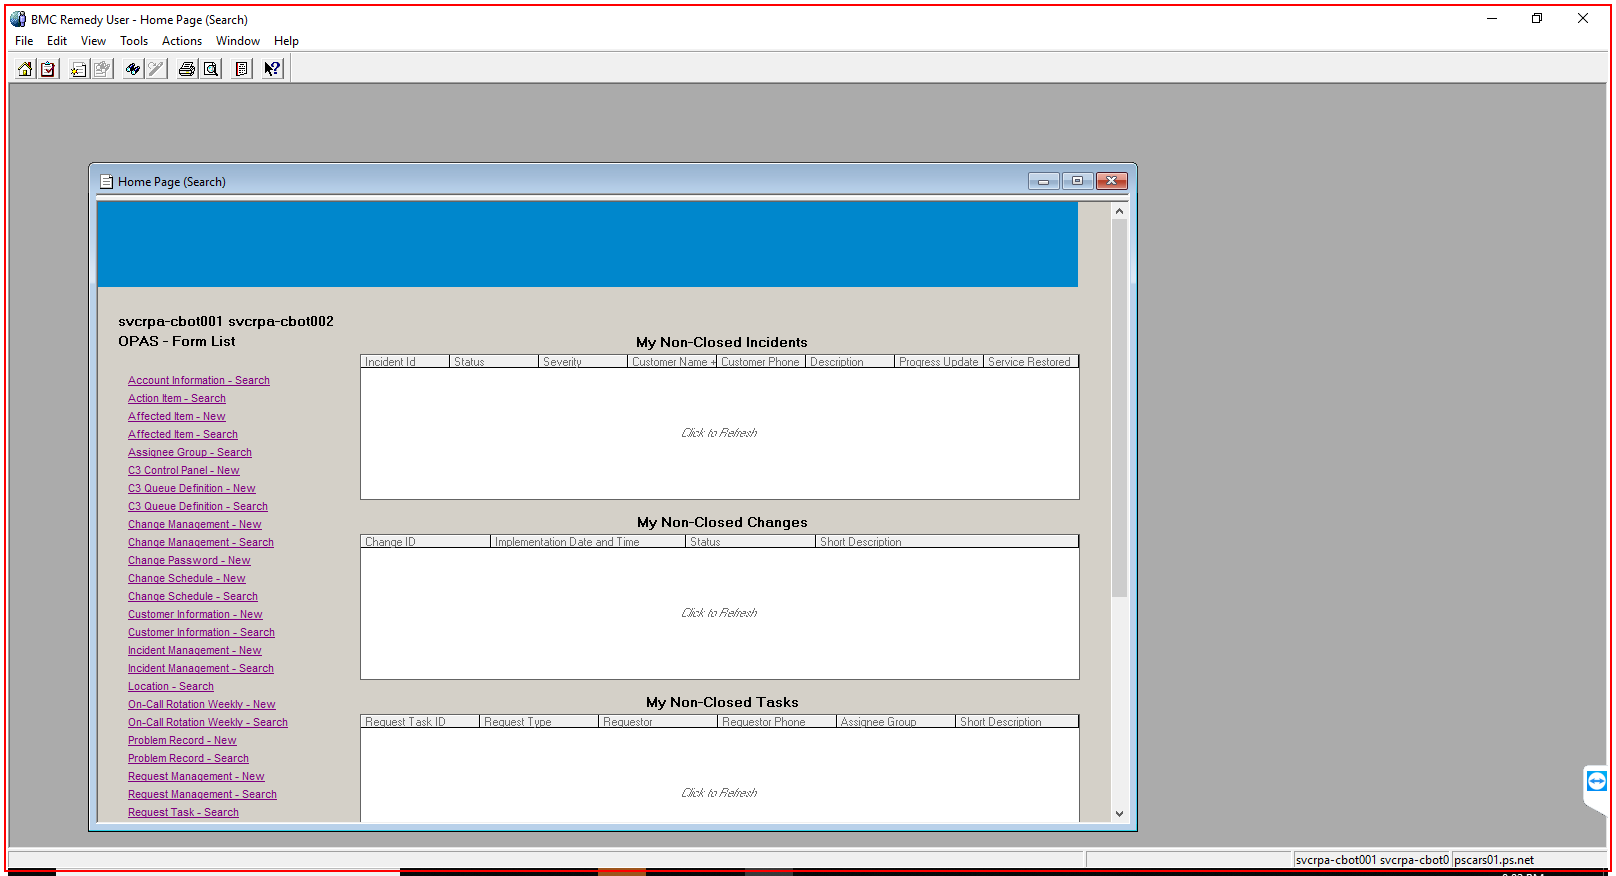 BMC Remedy User - Home Page (Search)
File Edit View Tools Actions Window Help
Home Page (Search)
svcrpa-cbot001 svcrpa-cbot002
OPAS - Form List
Account Information - Search
Action Item - Search
Affected Item - New
Affected Item - Search
Assignee Group - Search
C3 Control Panel - New
C3 Queue Definition - New
C3 Queue Definition - Search
Change Management - New
Change Management - Search
Change Password - New
Change Schedule - New
Change Schedule - Search
Customer Information - New
Customer Information - Search
Incident Management - New
Incident Management - Search
Location - Search
On-Call Rotation Weekly - New
On-Call Rotation Weekly - Search
Problem Record - New
Problem Record - Search
Request Management - New
Request Management - Search
Request Task - Search
My Non-Closed Incidents
Incident Id Status Severity Customer Name + Customer Phone Description Progress Update Service Restored
Click to Refresh
My Non-Closed Changes
Change ID Implementation Date and Time Status Short Description
Click to Refresh
My Non-Closed Tasks
Request Task ID Request Type Requestor Requestor Phone Assignee Group Short Description
Click to Refresh
svcrpa-cbot001 svcrpa-cbot0 pscars01.ps.net